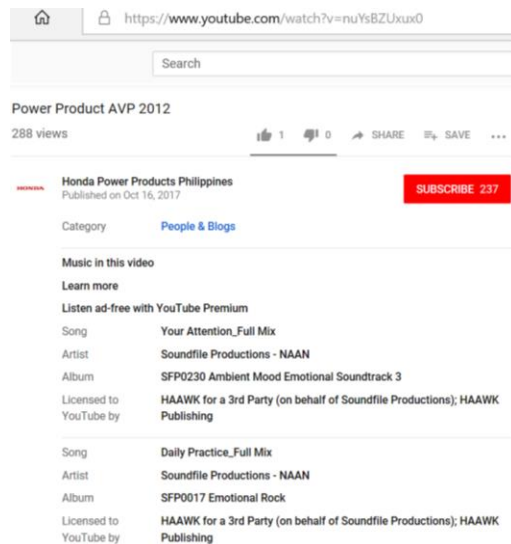 https://www.youtube.com/watch?v=nuYsBZUxux0
Search
Power Product AVP 2012
288 views 1 0 SHARE SAVE ...
HONDA
Honda Power Products Philippines
Published on Oct 16, 2017
SUBSCRIBE 237
Category People & Blogs
Music in this video
Learn more
Listen ad-free with YouTube Premium
Song Your Attention_Full Mix
Artist Soundfile Productions - NAAN
Album SFP0230 Ambient Mood Emotional Soundtrack 3
Licensed to HAAWK for a 3rd Party (on behalf of Soundfile Productions); HAAWK
YouTube by Publishing
Song Daily Practice_Full Mix
Artist Soundfile Productions - NAAN
Album SFP0017 Emotional Rock
Licensed to HAAWK for a 3rd Party (on behalf of Soundfile Productions); HAAWK
YouTube by Publishing